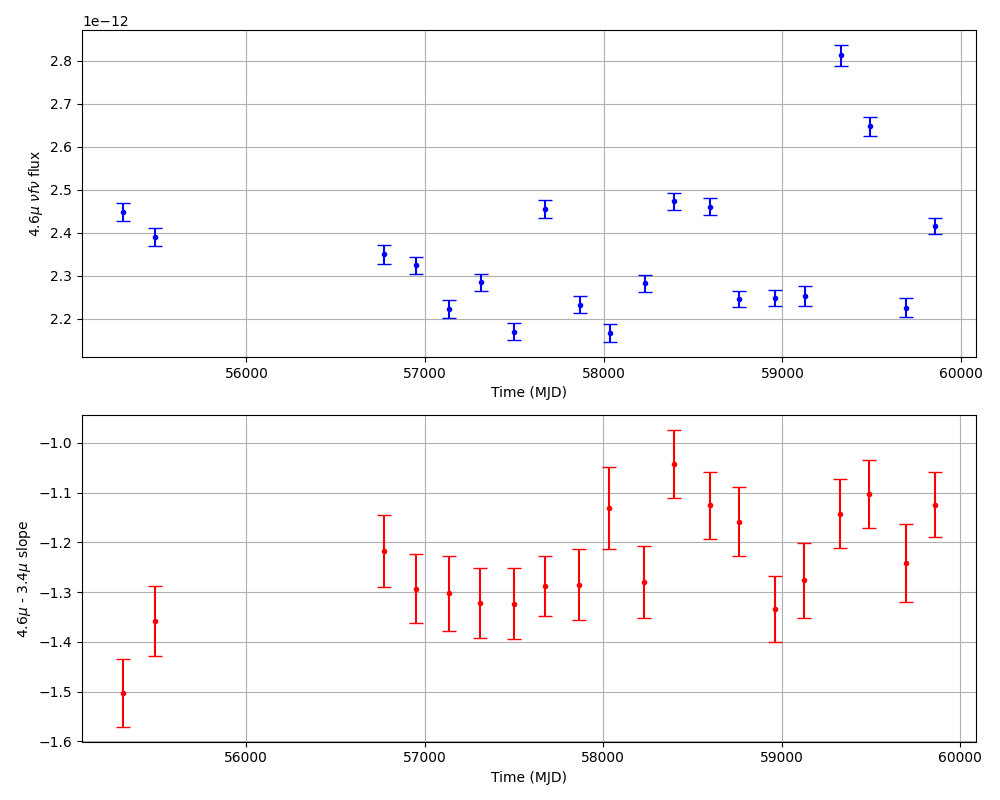 1e−12
2.8
2.7
2.6
2.5
2.4
2.3
2.2
4.6μ νfν flux
56000 57000 58000 59000 60000
Time (MJD)
−1.0
−1.1
−1.2
−1.3
−1.4
−1.5
−1.6
4.6μ - 3.4μ slope
56000 57000 58000 59000 60000
Time (MJD)